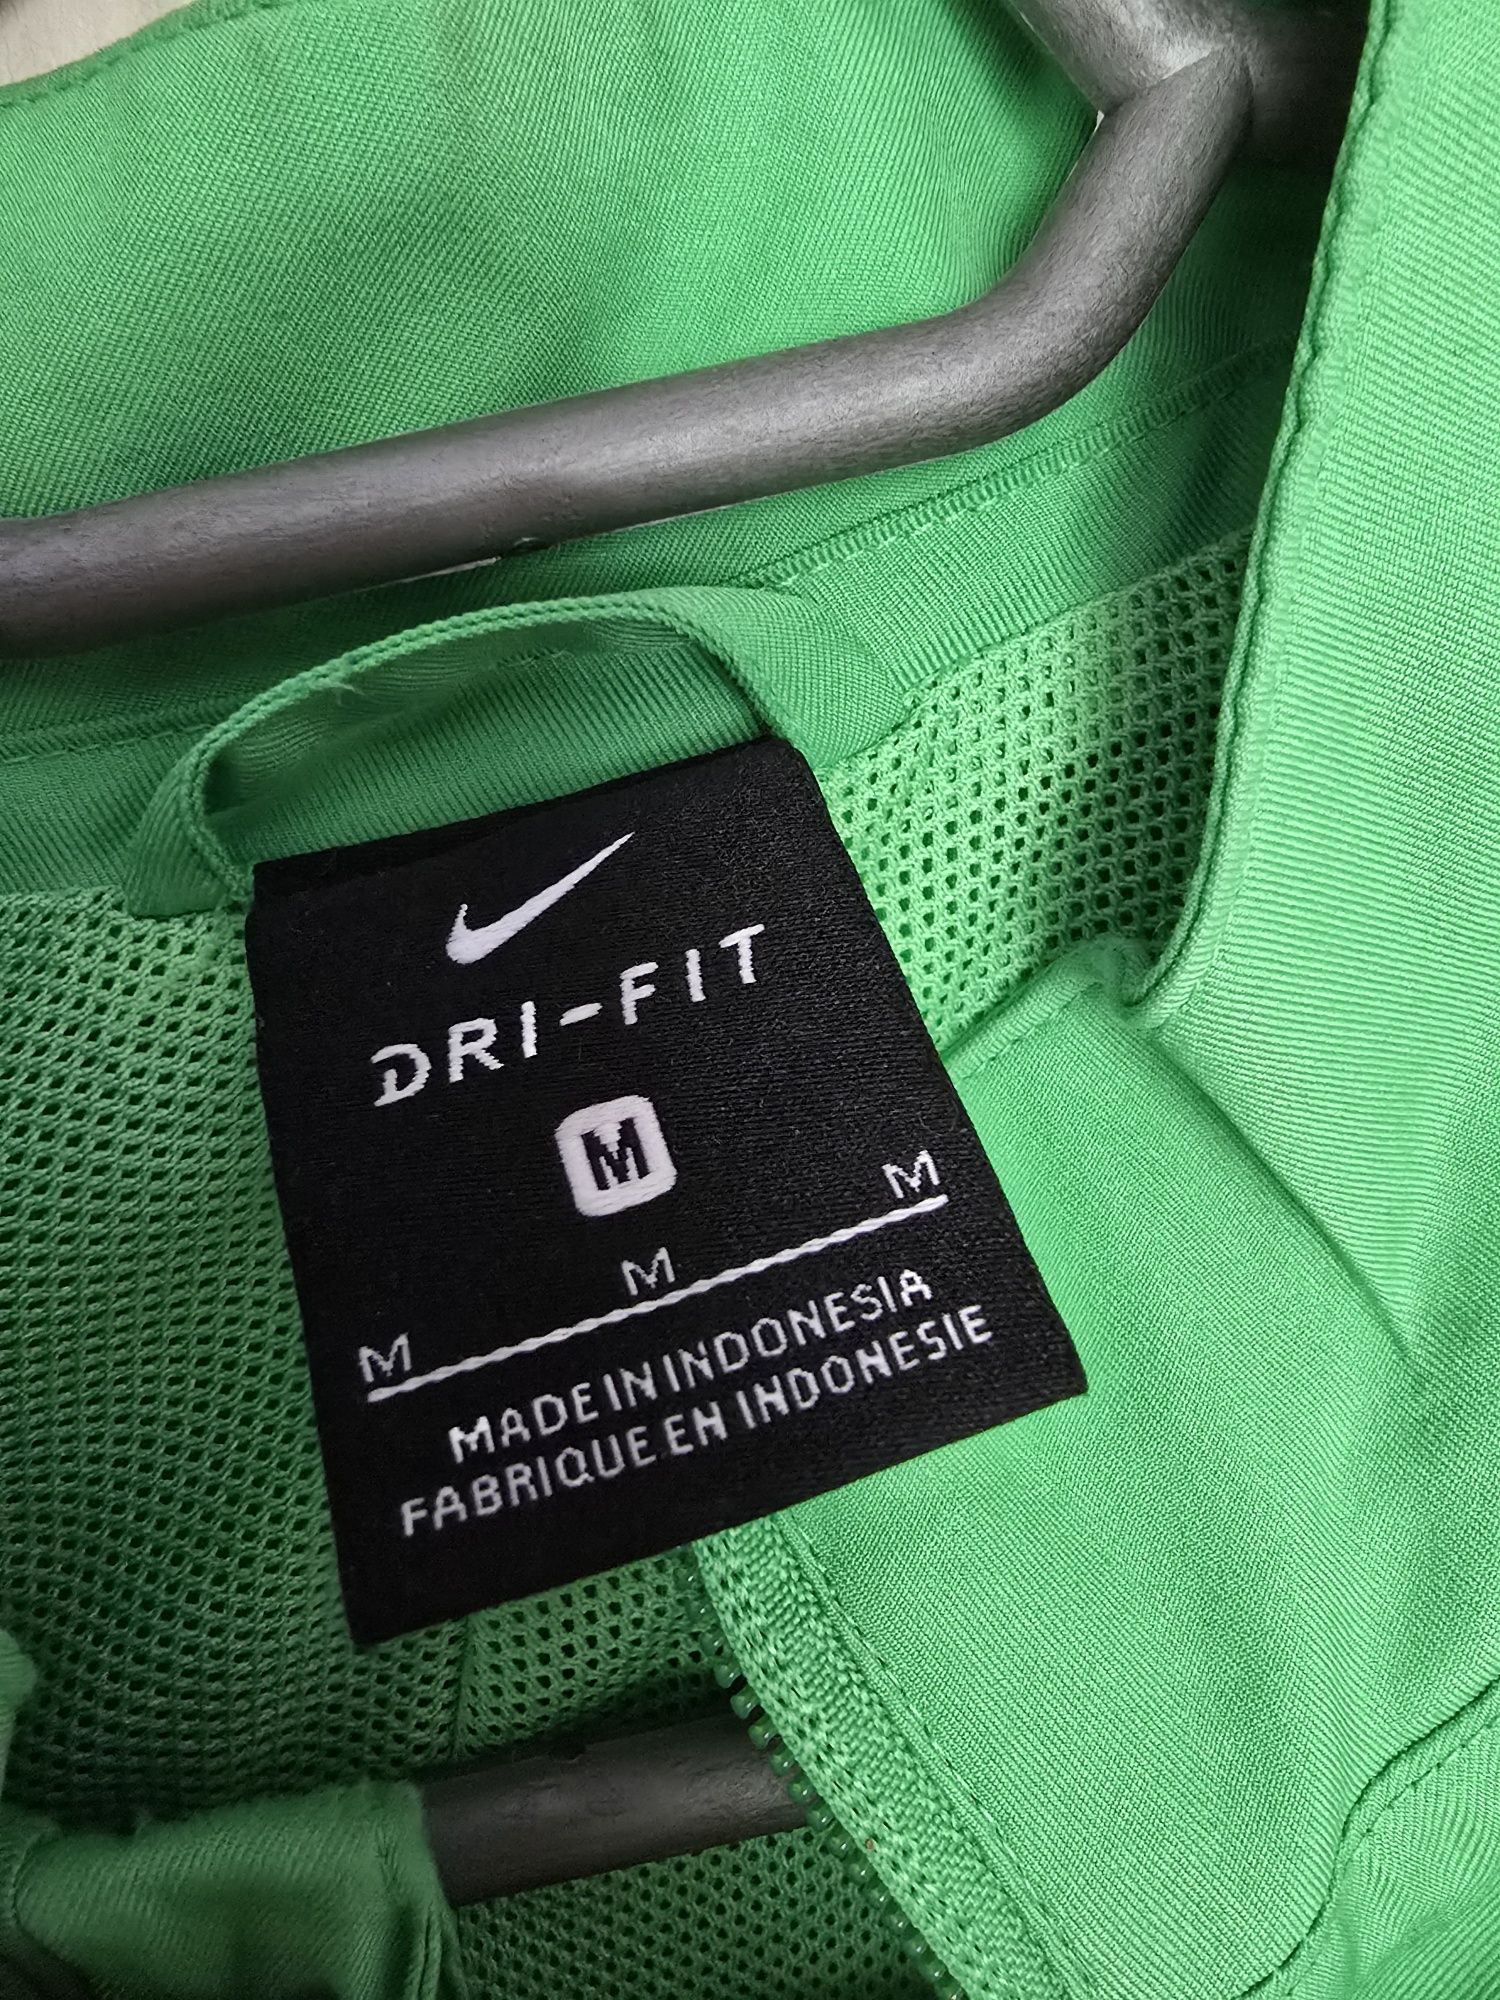 DRI-FIT
M
M M M
MADE IN INDONESIA
FABRIQUE EN INDONESIE